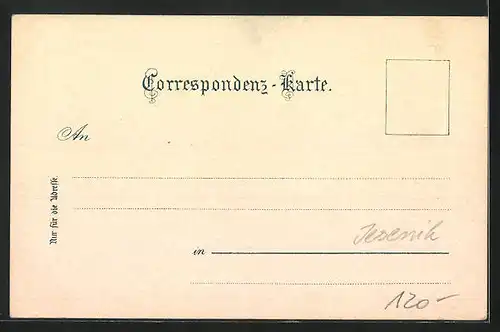 Correspondenz-Karte.
An
Nur für die Adresse.
in
Jesenik
120-